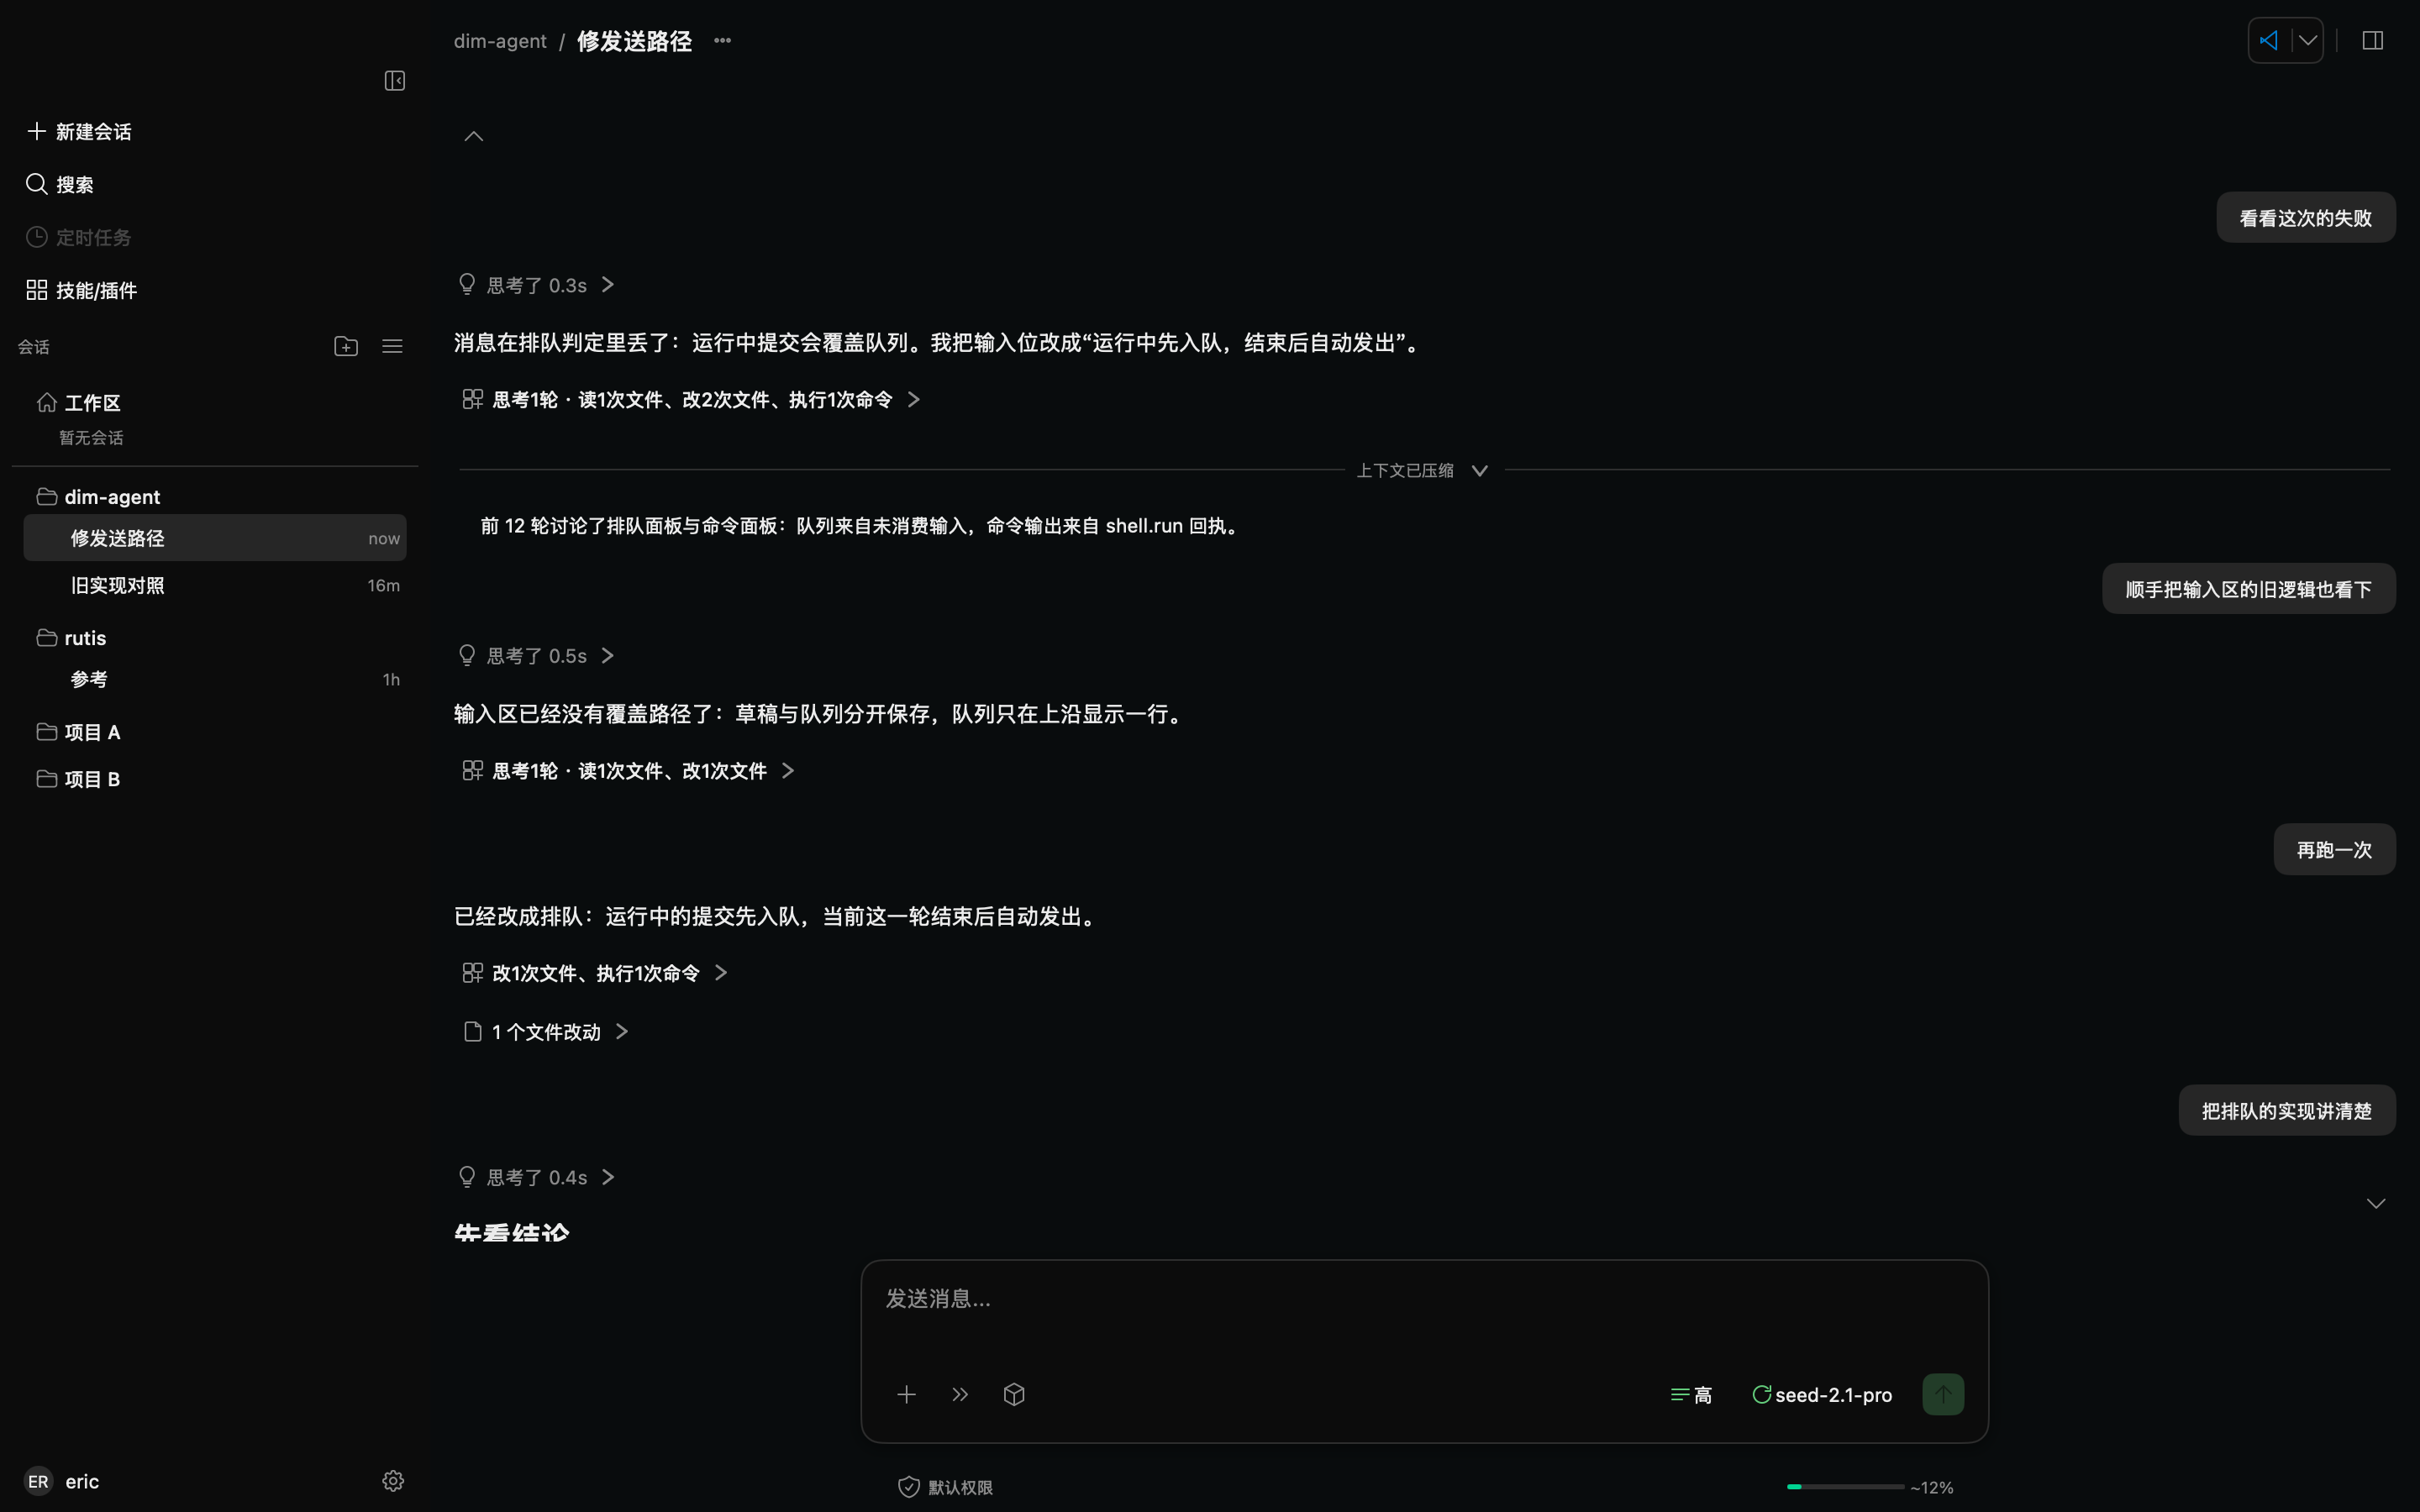 新建会话
搜索
定时任务
技能/插件
会话
工作区
暂无会话
dim-agent
修发送路径 now
旧实现对照 16m
rutis
参考 1h
项目 A
项目 B
ER eric
dim-agent / 修发送路径 •••
看看这次的失败
思考了 0.3s
消息在排队判定里丢了：运行中提交会覆盖队列。我把输入位改成“运行中先入队，结束后自动发出”。
思考1轮 · 读1次文件、改2次文件、执行1次命令
上下文已压缩
前 12 轮讨论了排队面板与命令面板：队列来自未消费输入，命令输出来自 shell.run 回执。
顺手把输入区的旧逻辑也看下
思考了 0.5s
输入区已经没有覆盖路径了：草稿与队列分开保存，队列只在上沿显示一行。
思考1轮 · 读1次文件、改1次文件
再跑一次
已经改成排队：运行中的提交先入队，当前这一轮结束后自动发出。
改1次文件、执行1次命令
1 个文件改动
把排队的实现讲清楚
思考了 0.4s
先看结论
发送消息...
高 seed-2.1-pro
默认权限 ~12%